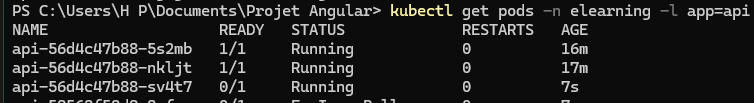 PS C:\Users\H P\Documents\Projet Angular> kubectl get pods -n elearning -l app=api
NAME READY STATUS RESTARTS AGE
api-56d4c47b88-5s2mb 1/1 Running 0 16m
api-56d4c47b88-nkljt 1/1 Running 0 17m
api-56d4c47b88-sv4t7 0/1 Running 0 7s